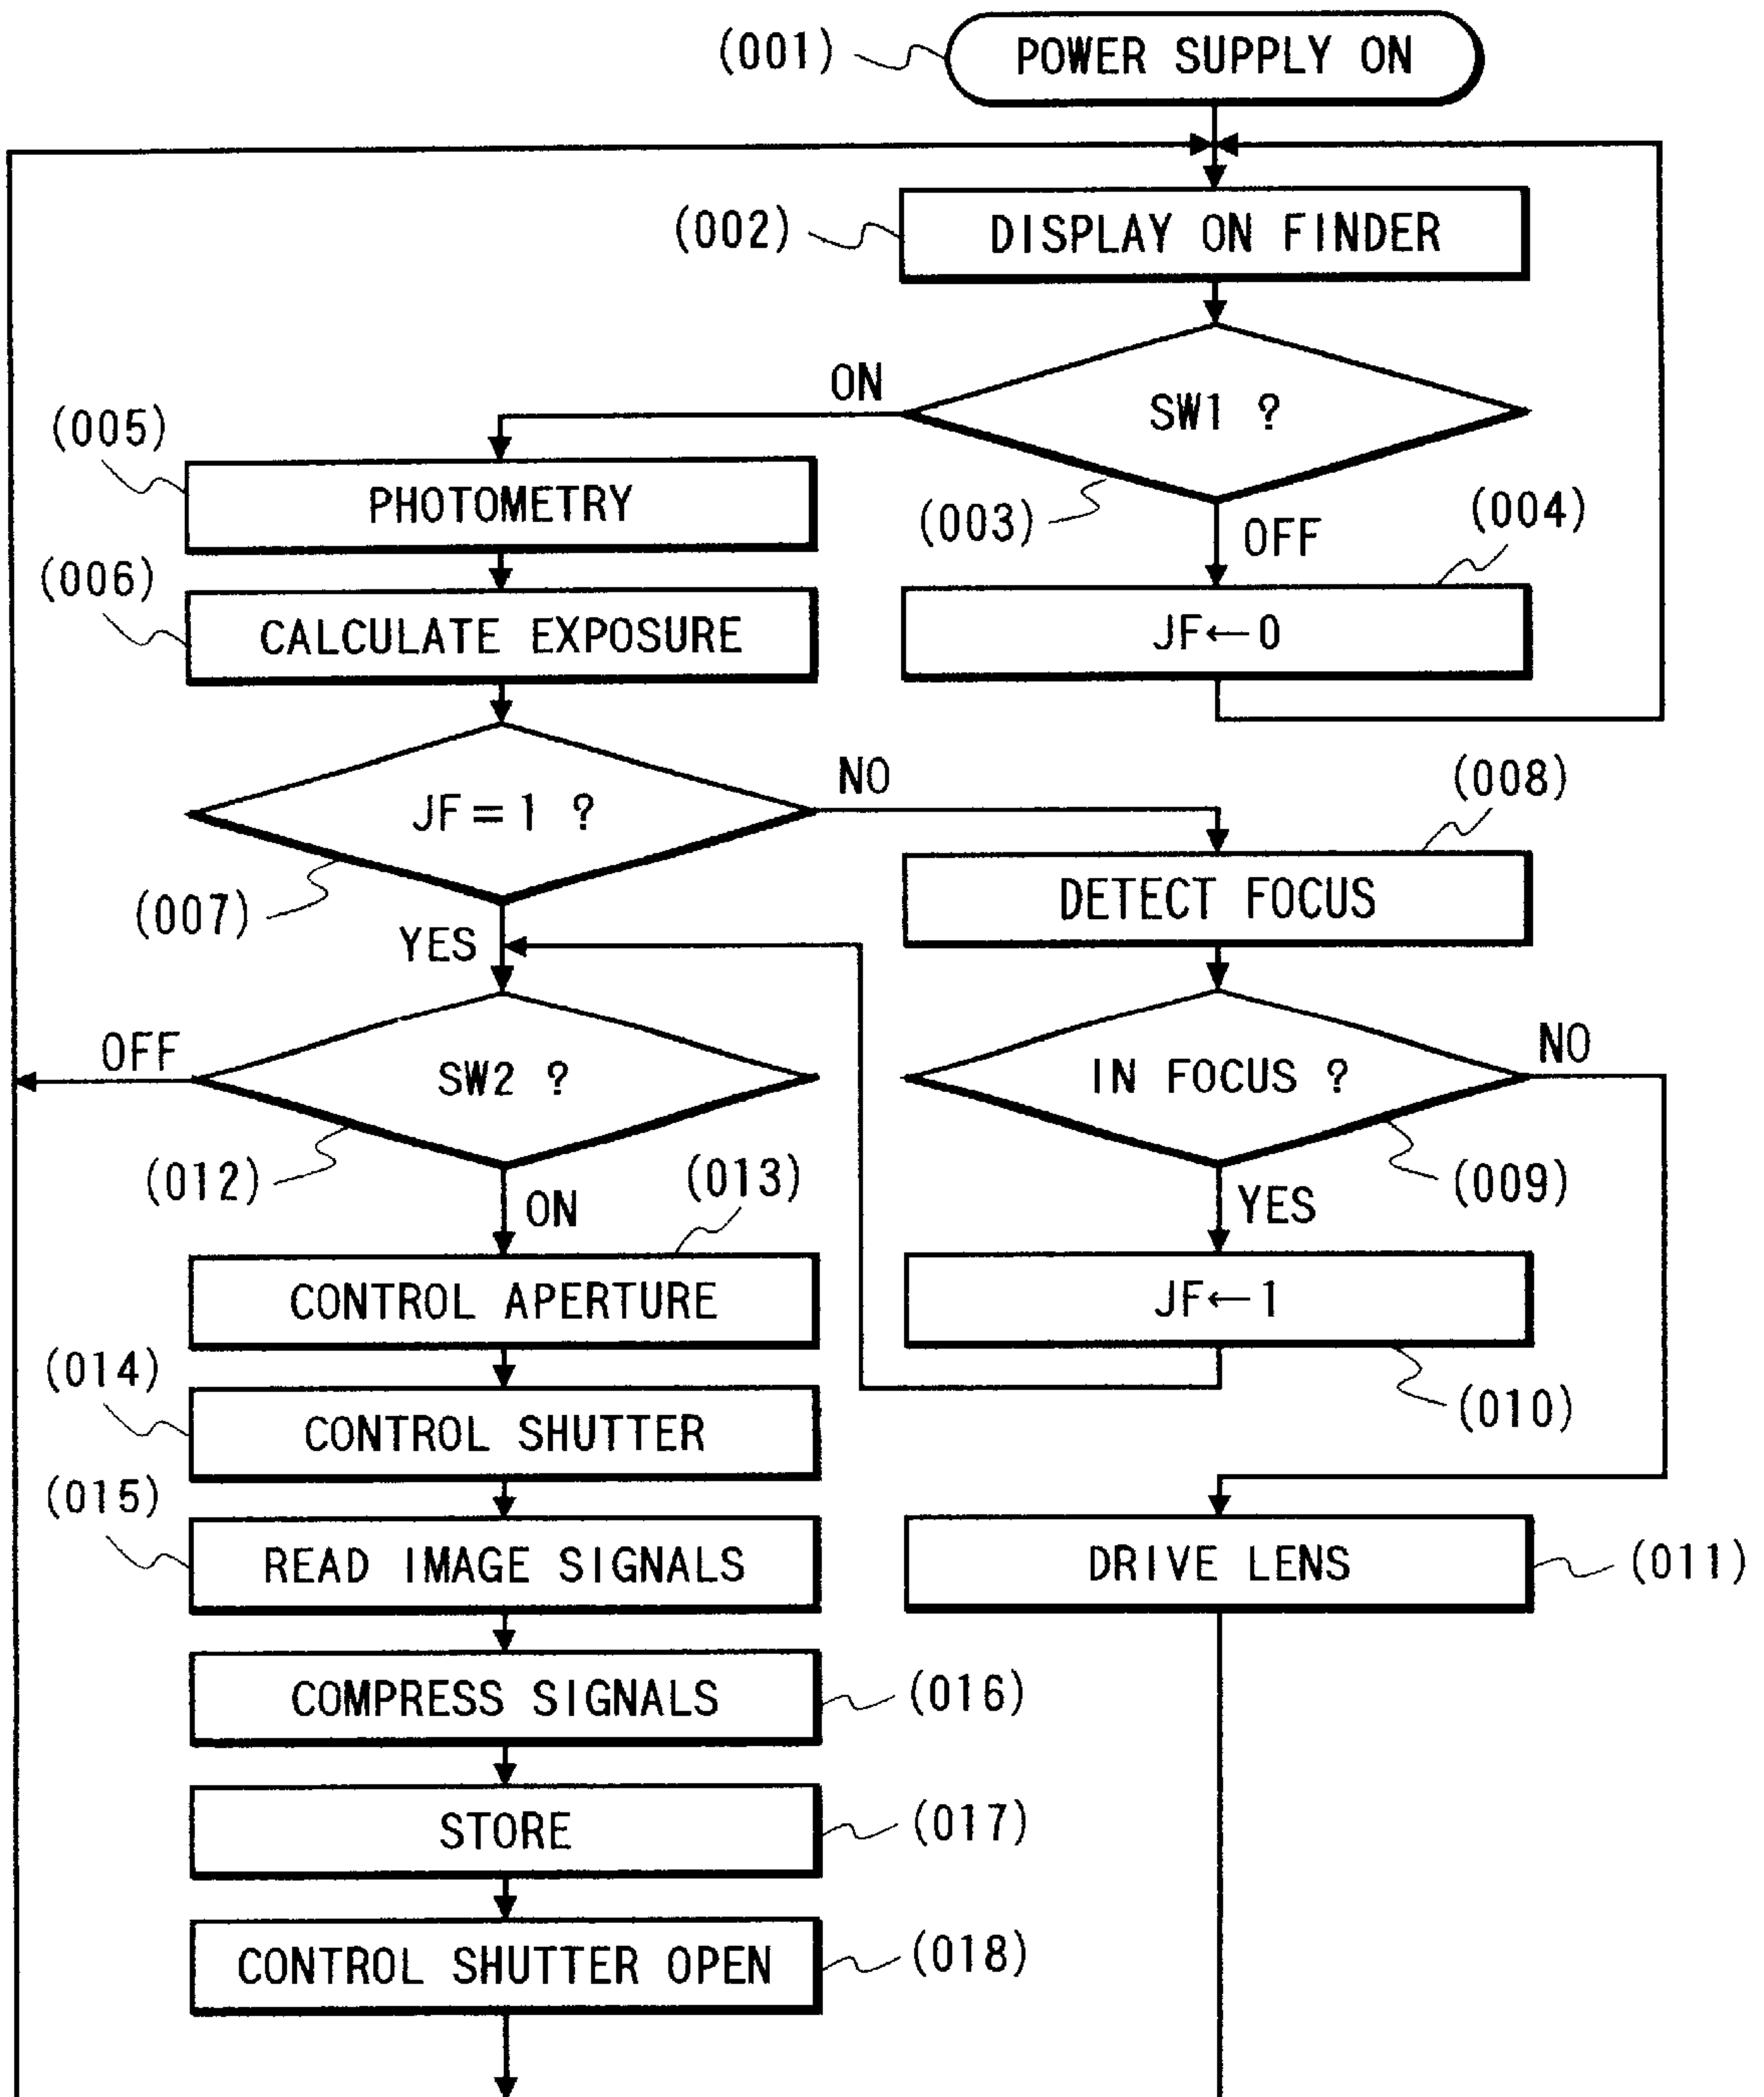 (001)
POWER SUPPLY ON
(002)
DISPLAY ON FINDER
ON
SW1 ?
(003)
OFF
(004)
JF←0
(005)
PHOTOMETRY
(006)
CALCULATE EXPOSURE
JF=1 ?
NO
(007)
YES
(008)
DETECT FOCUS
IN FOCUS ?
NO
(009)
YES
JF←1
(010)
DRIVE LENS
(011)
OFF
SW2 ?
(012)
ON
(013)
CONTROL APERTURE
(014)
CONTROL SHUTTER
(015)
READ IMAGE SIGNALS
COMPRESS SIGNALS
(016)
STORE
(017)
CONTROL SHUTTER OPEN
(018)